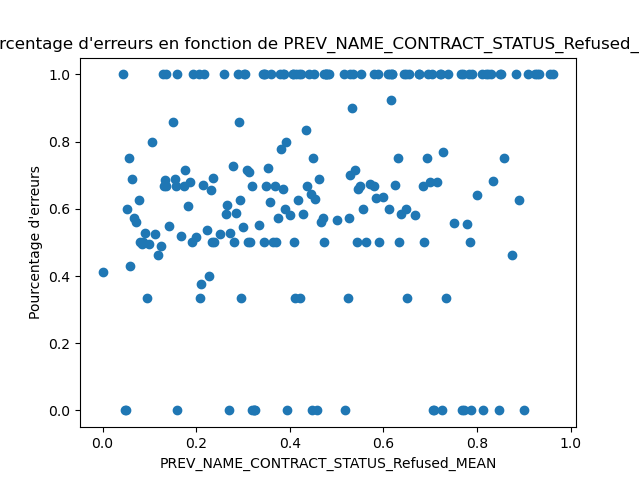 rcentage d'erreurs en fonction de PREV_NAME_CONTRACT_STATUS_Refused_
1.0
0.8
0.6
0.4
0.2
0.0
Pourcentage d'erreurs
0.0 0.2 0.4 0.6 0.8 1.0
PREV_NAME_CONTRACT_STATUS_Refused_MEAN